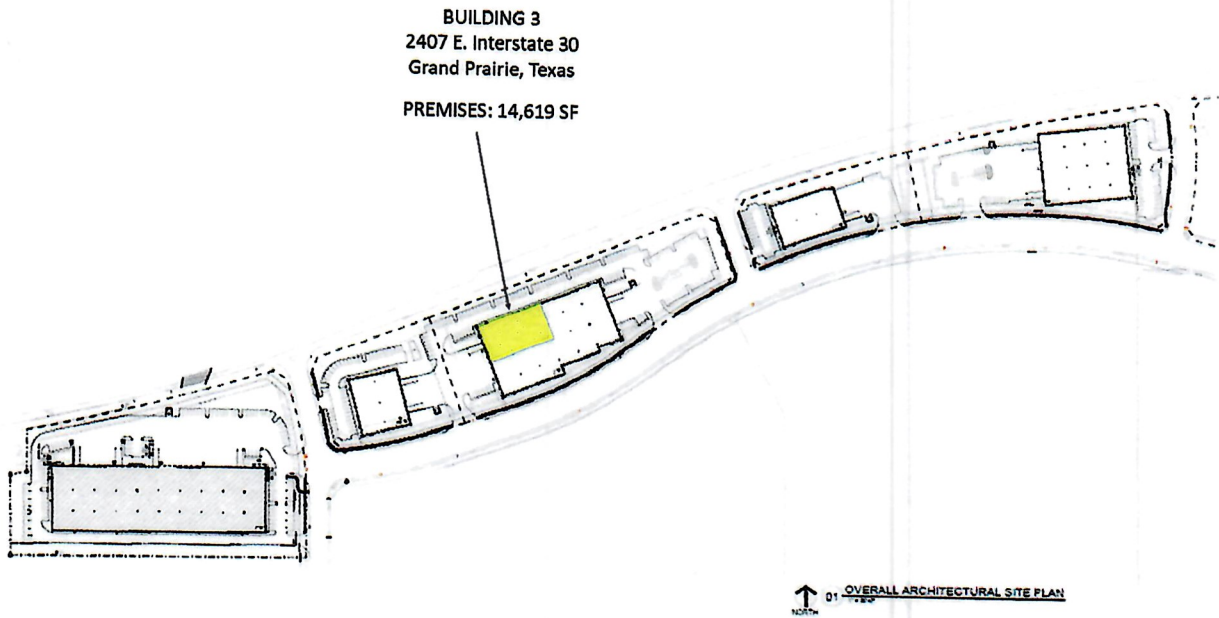 BUILDING 3
2407 E. Interstate 30
Grand Prairie, Texas
PREMISES: 14,619 SF
01 OVERALL ARCHITECTURAL SITE PLAN
NORTH